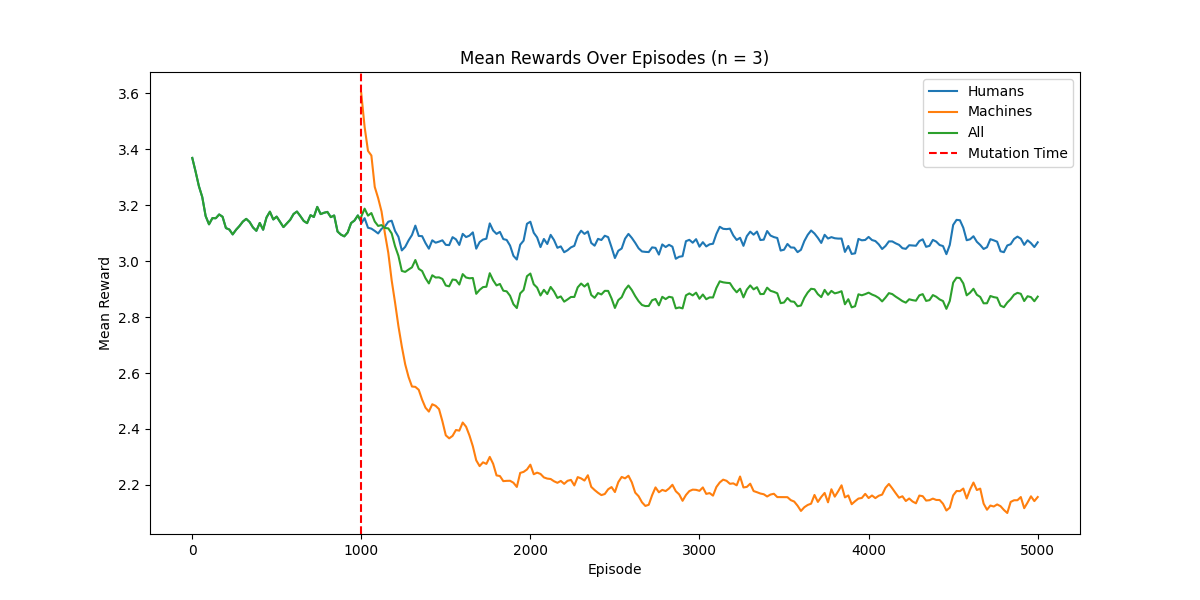 Mean Rewards Over Episodes (n = 3)
Humans
Machines
All
Mutation Time
Mean Reward
3.6
3.4
3.2
3.0
2.8
2.6
2.4
2.2
0
1000
2000
3000
4000
5000
Episode